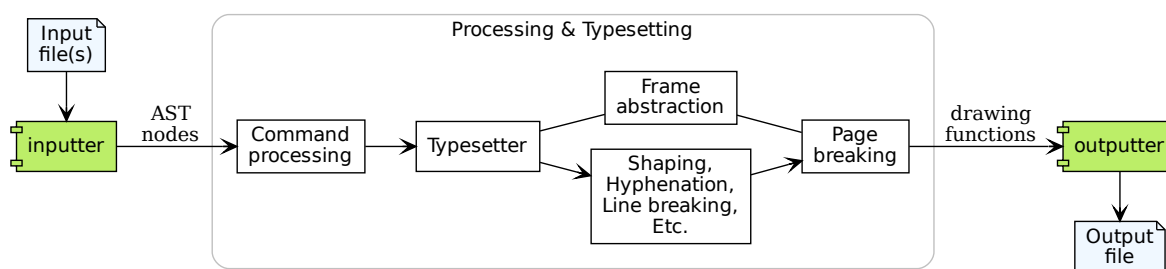 Processing & Typesetting
Input
file(s)
inputter
AST
nodes
Command
processing
Typesetter
Frame
abstraction
Shaping,
Hyphenation,
Line breaking,
Etc.
Page
breaking
drawing
functions
outputter
Output
file